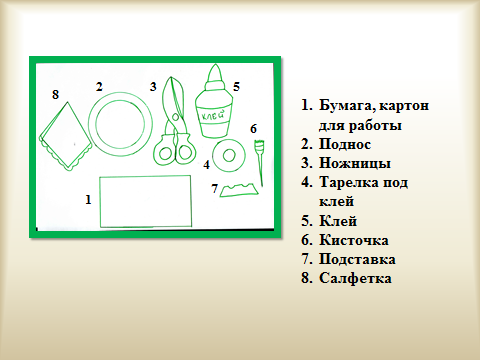 8
2
3
5
КЛЕЙ
6
4
7
1
1. Бумага, картон
для работы
2. Поднос
3. Ножницы
4. Тарелка под
клей
5. Клей
6. Кисточка
7. Подставка
8. Салфетка